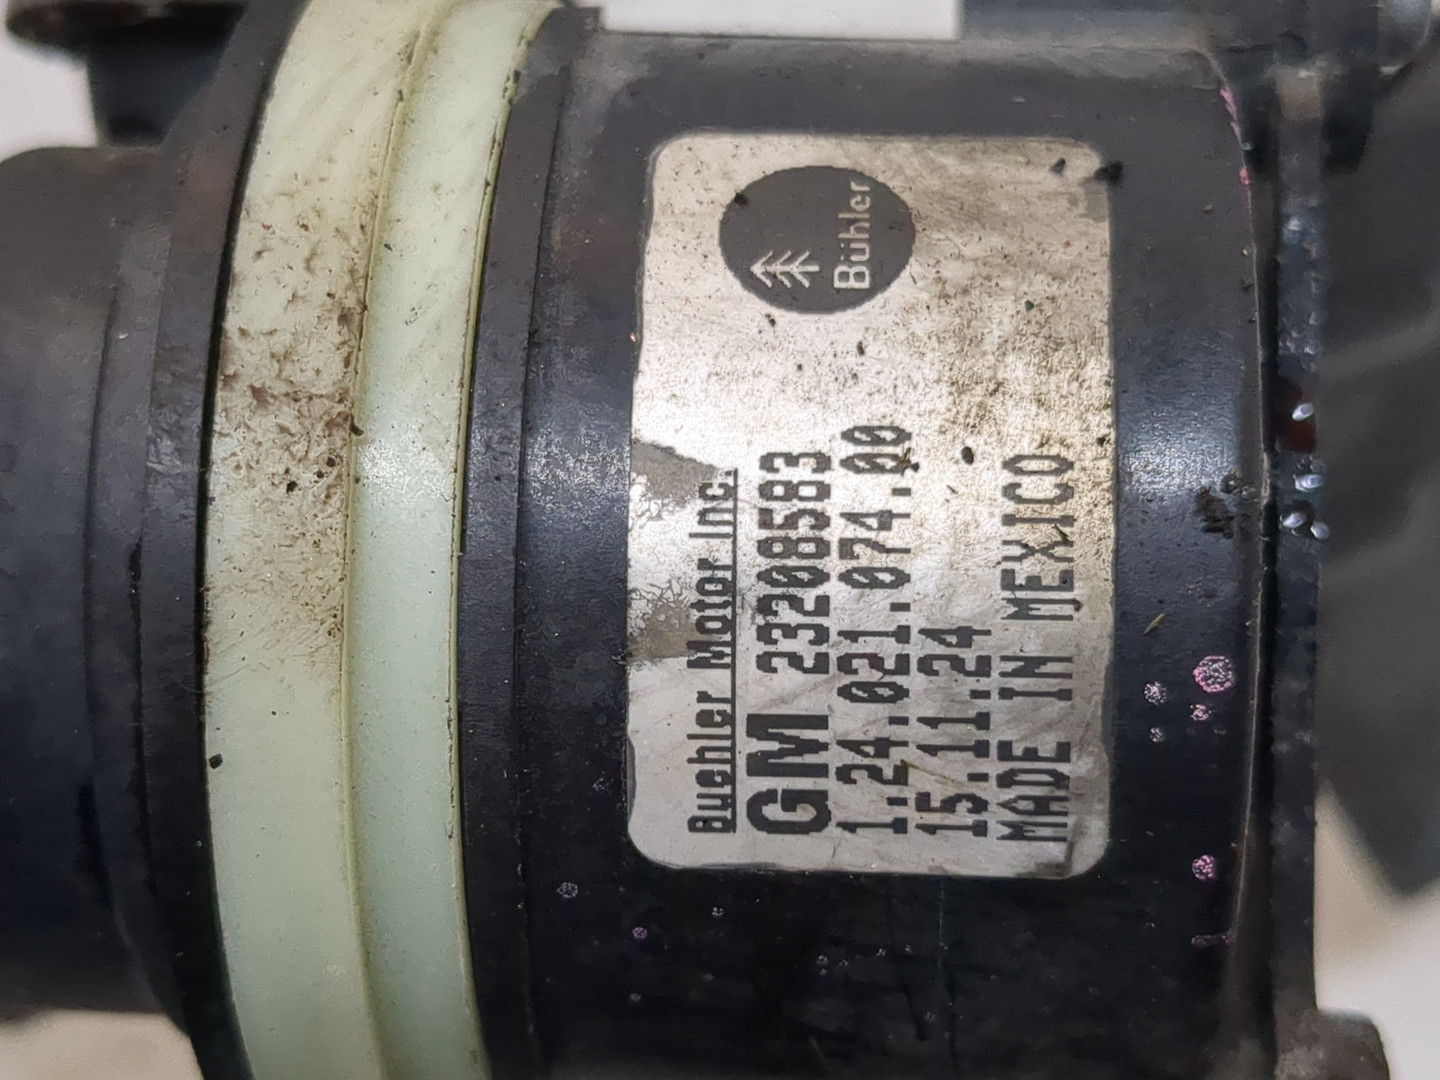 Bühler
Buehler Motor Inc.
GM 23208583
1.24.021.074.00
15.11.24
MADE IN MEXICO